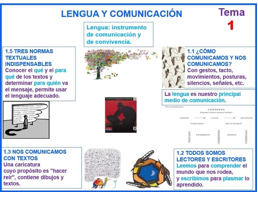 LENGUA Y COMUNICACIÓN
Tema
1
Lengua: instrumento
de comunicación y
de convivencia.
1.5 TRES NORMAS
TEXTUALES
INDISPENSABLES
Conocer el qué y el para
qué de los textos y
determinar para quién va
el mensaje, permite usar
el lenguaje adecuado.
1.1 ¿CÓMO
COMUNICAMOS Y NOS
COMUNICAMOS?
Con gestos, tacto,
movimientos, posturas,
silencios, señales, etc.
La lengua es nuestro principal
medio de comunicación.
1.3 NOS COMUNICAMOS
CON TEXTOS
Una caricatura
cuyo propósito es "hacer
reír", contiene dibujos y
textos.
1.2 TODOS SOMOS
LECTORES Y ESCRITORES
Leemos para comprender el
mundo que nos rodea,
y escribimos para plasmar lo
aprendido.